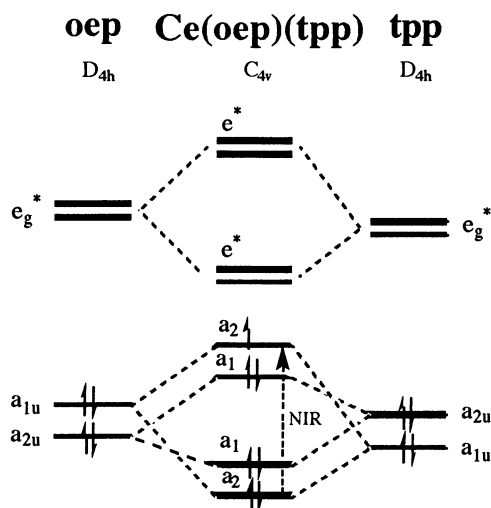 oep Ce(oep)(tpp) tpp
D4h C4v D4h
e*
eg* eg*
e*
a2
a1
a1u a2u
NIR
a2u a1u
a1
a2